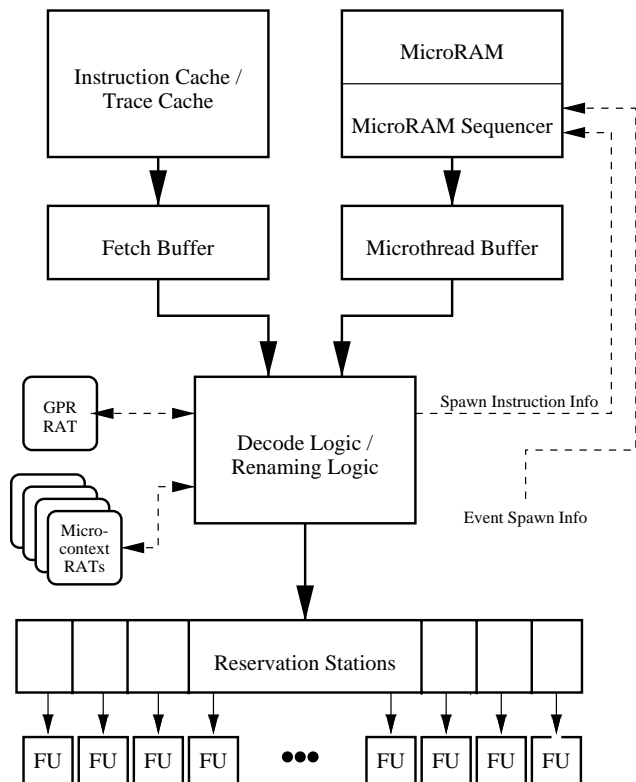 Instruction Cache /
Trace Cache
MicroRAM
MicroRAM Sequencer
Fetch Buffer
Microthread Buffer
GPR
RAT
Decode Logic /
Renaming Logic
Spawn Instruction Info
Micro-
context
RATs
Event Spawn Info
Reservation Stations
FU FU FU FU ●●● FU FU FU FU